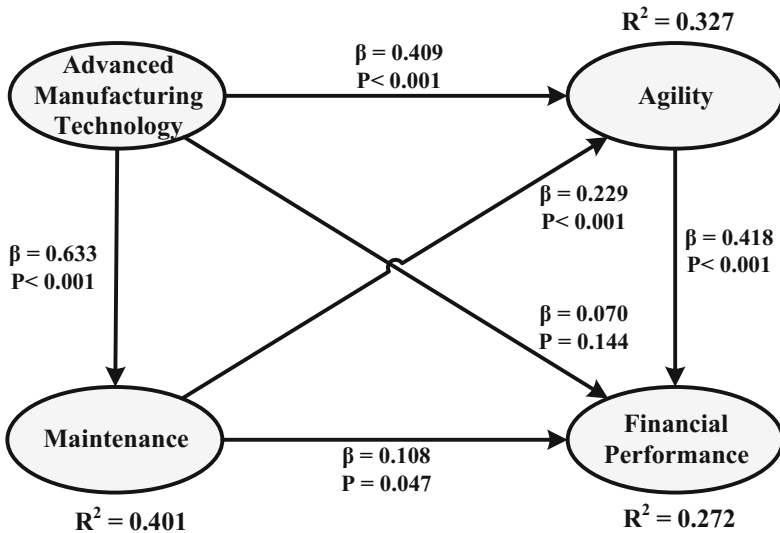 R² = 0.327
Advanced
Manufacturing
Technology
β = 0.409
P< 0.001
Agility
β = 0.229
P< 0.001
β = 0.633
P< 0.001
β = 0.418
P< 0.001
β = 0.070
P = 0.144
Maintenance
β = 0.108
P = 0.047
Financial
Performance
R² = 0.401
R² = 0.272